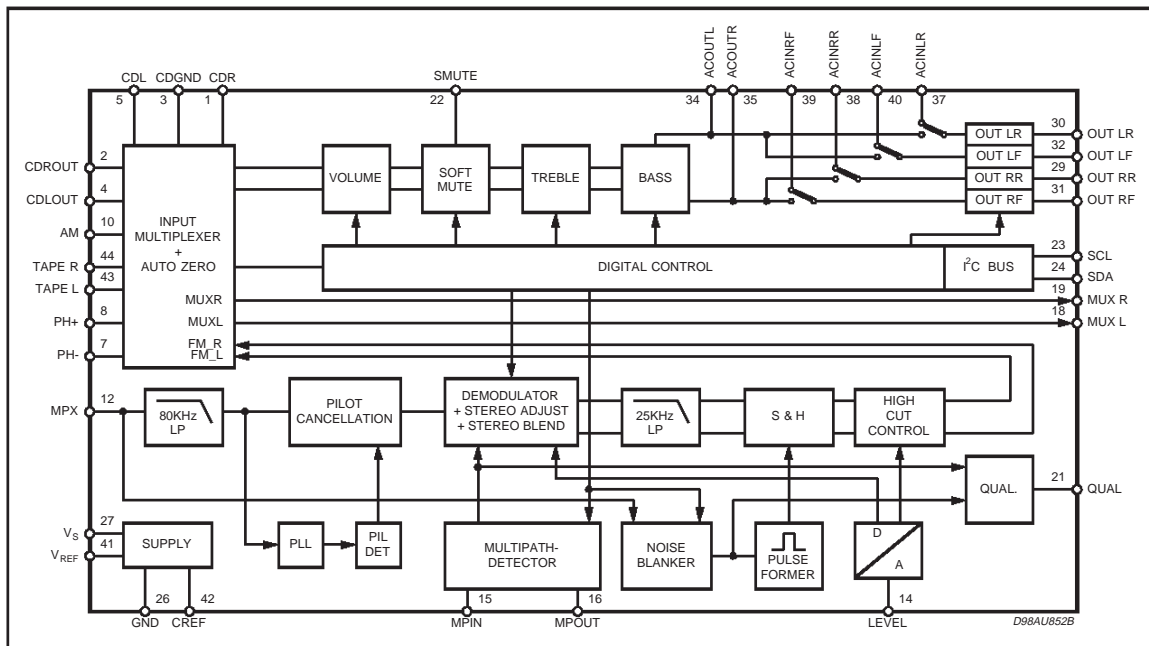 ACOUTL
ACOUTR
ACINRF
ACINRR
ACINLF
ACINLR
CDL
CDGND
CDR
SMUTE
5
3
1
22
34
35
39
38
40
37
CDROUT
2
CDLOUT
4
AM
10
TAPE R
44
TAPE L
43
PH+
8
PH-
7
INPUT
MULTIPLEXER
+
AUTO ZERO
MUXR
MUXL
FM_R
FM_L
VOLUME
SOFT
MUTE
TREBLE
BASS
OUT LR
OUT LF
OUT RR
OUT RF
30
OUT LR
32
OUT LF
29
OUT RR
31
OUT RF
DIGITAL CONTROL
I²C BUS
23
SCL
24
SDA
19
MUX R
18
MUX L
MPX
12
80KHz
LP
PILOT
CANCELLATION
DEMODULATOR
+ STEREO ADJUST
+ STEREO BLEND
25KHz
LP
S & H
HIGH
CUT
CONTROL
QUAL.
21
QUAL
VS
27
VREF
41
SUPPLY
PLL
PIL
DET
MULTIPATH-
DETECTOR
NOISE
BLANKER
PULSE
FORMER
D
A
26
42
15
16
14
GND
CREF
MPIN
MPOUT
LEVEL
D98AU852B